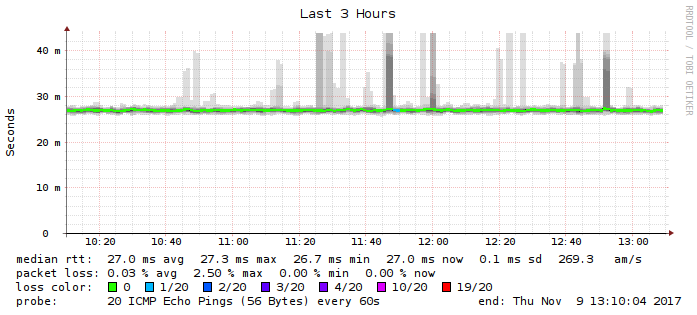 Last 3 Hours
RRDTOOL / TOBI OETIKER
Seconds
40 m
30 m
20 m
10 m
0
10:20 10:40 11:00 11:20 11:40 12:00 12:20 12:40 13:00
median rtt: 27.0 ms avg 27.3 ms max 26.7 ms min 27.0 ms now 0.1 ms sd 269.3 am/s
packet loss: 0.03 % avg 2.50 % max 0.00 % min 0.00 % now
loss color: 0 1/20 2/20 3/20 4/20 10/20 19/20
probe: 20 ICMP Echo Pings (56 Bytes) every 60s end: Thu Nov 9 13:10:04 2017